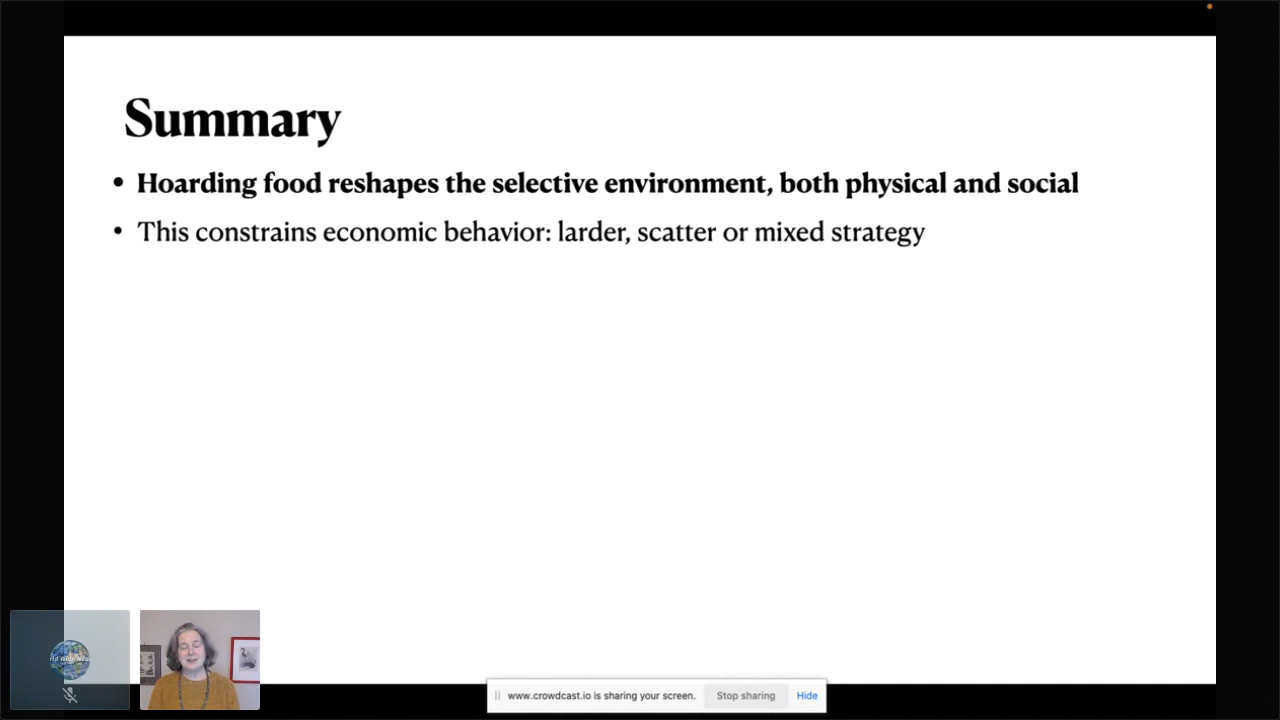 Summary
• Hoarding food reshapes the selective environment, both physical and social
• This constrains economic behavior: larder, scatter or mixed strategy
www.crowdcast.io is sharing your screen.
Stop sharing
Hide